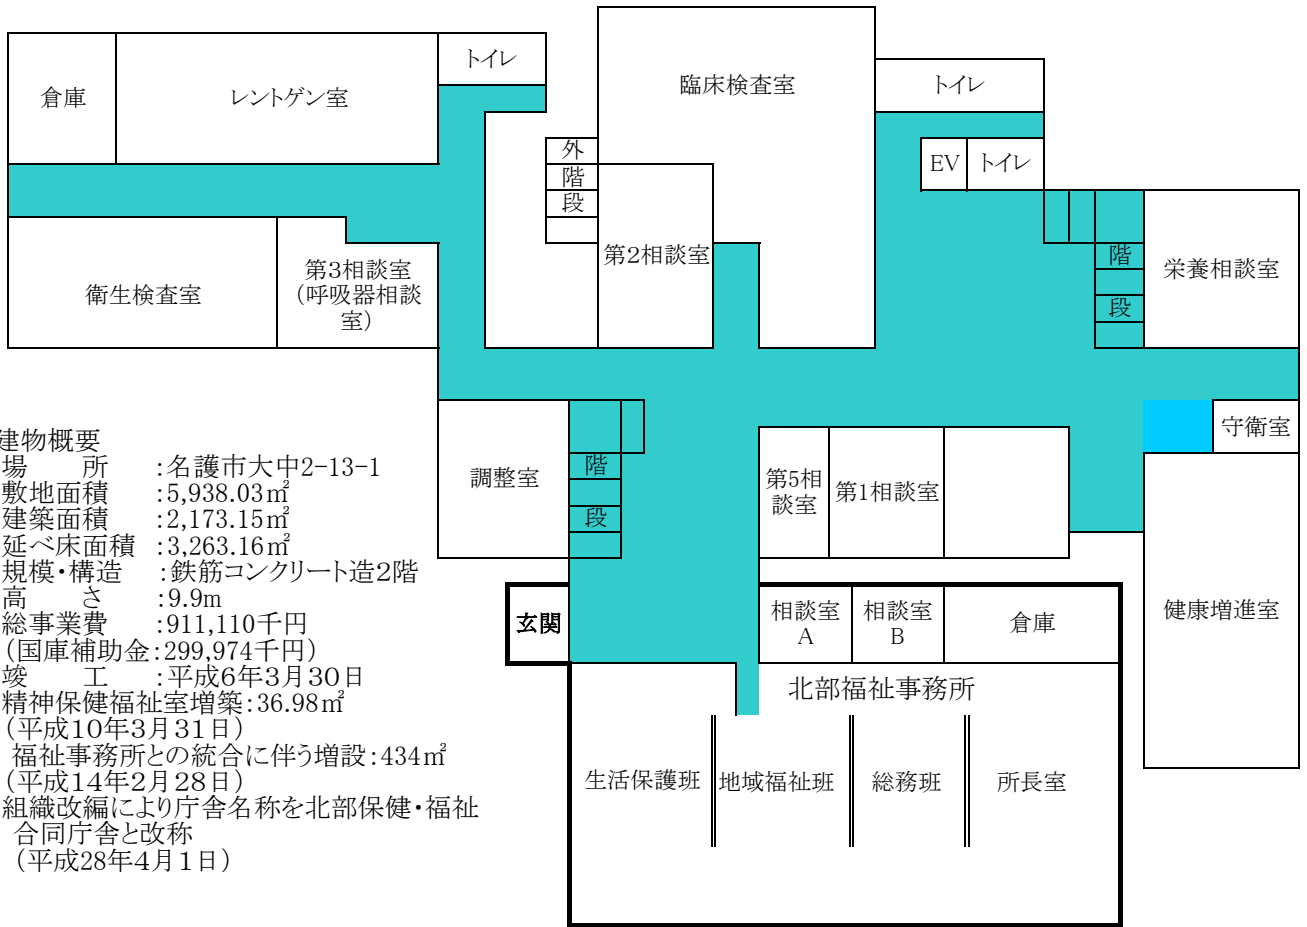 トイレ
倉庫
レントゲン室
臨床検査室
トイレ
外
階
段
EV
トイレ
第2相談室
階
段
栄養相談室
衛生検査室
第3相談室
(呼吸器相談
室)
守衛室
調整室
階
段
第5相
談室
第1相談室
健康増進室
玄関
相談室
A
相談室
B
倉庫
北部福祉事務所
生活保護班
地域福祉班
総務班
所長室
建物概要
場 所 :名護市大中2-13-1
敷地面積 :5,938.03㎡
建築面積 :2,173.15㎡
延べ床面積 :3,263.16㎡
規模・構造 :鉄筋コンクリート造2階
高 さ :9.9m
総事業費 :911,110千円
(国庫補助金:299,974千円)
竣 工 :平成6年3月30日
精神保健福祉室増築:36.98㎡
(平成10年3月31日)
福祉事務所との統合に伴う増設:434㎡
(平成14年2月28日)
組織改編により庁舎名称を北部保健・福祉
合同庁舎と改称
(平成28年4月1日)